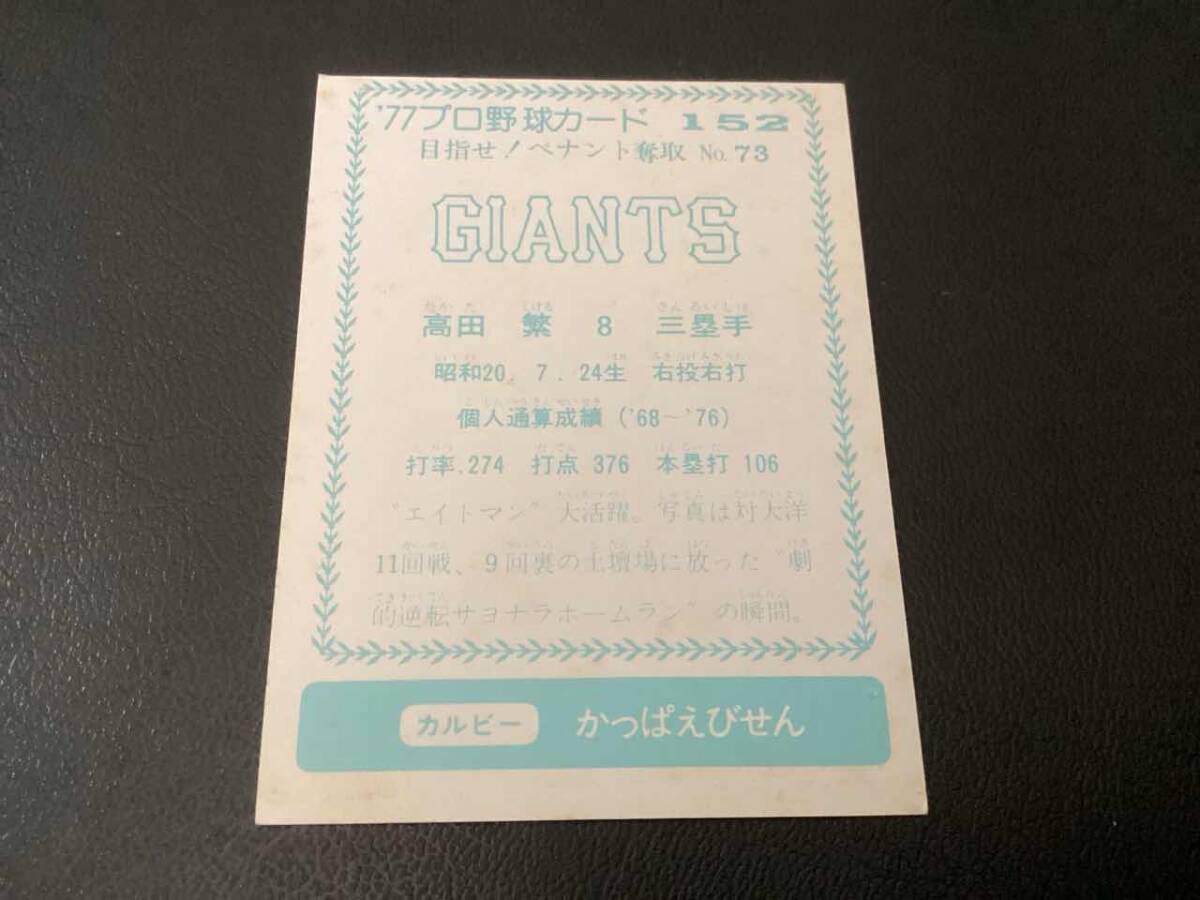 '77プロ野球カード 152
目指せ!ペナント奪取 No.73
GIANTS
高田 繁 8 三塁手
昭和20. 7. 24生 右投右打
個人通算成績('68~'76)
打率.274 打点 376 本塁打 106
"エイトマン"大活躍。写真は対大洋
11回戦、9回裏の土壇場に放った"劇
的逆転サヨナラホームラン"の瞬間。
カルビー かっぱえびせん